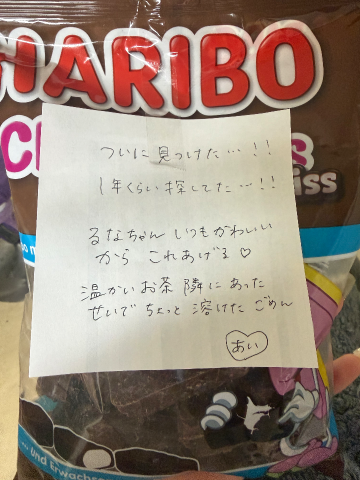 HARIBO
ついに見つけた…!!
1年くらい探してた…!!
るなちゃん いつも かわいい
から これあげる♡
温かい お茶 隣に あった
せいで ちょっと 溶けた ごめん
あい
und Erwachs